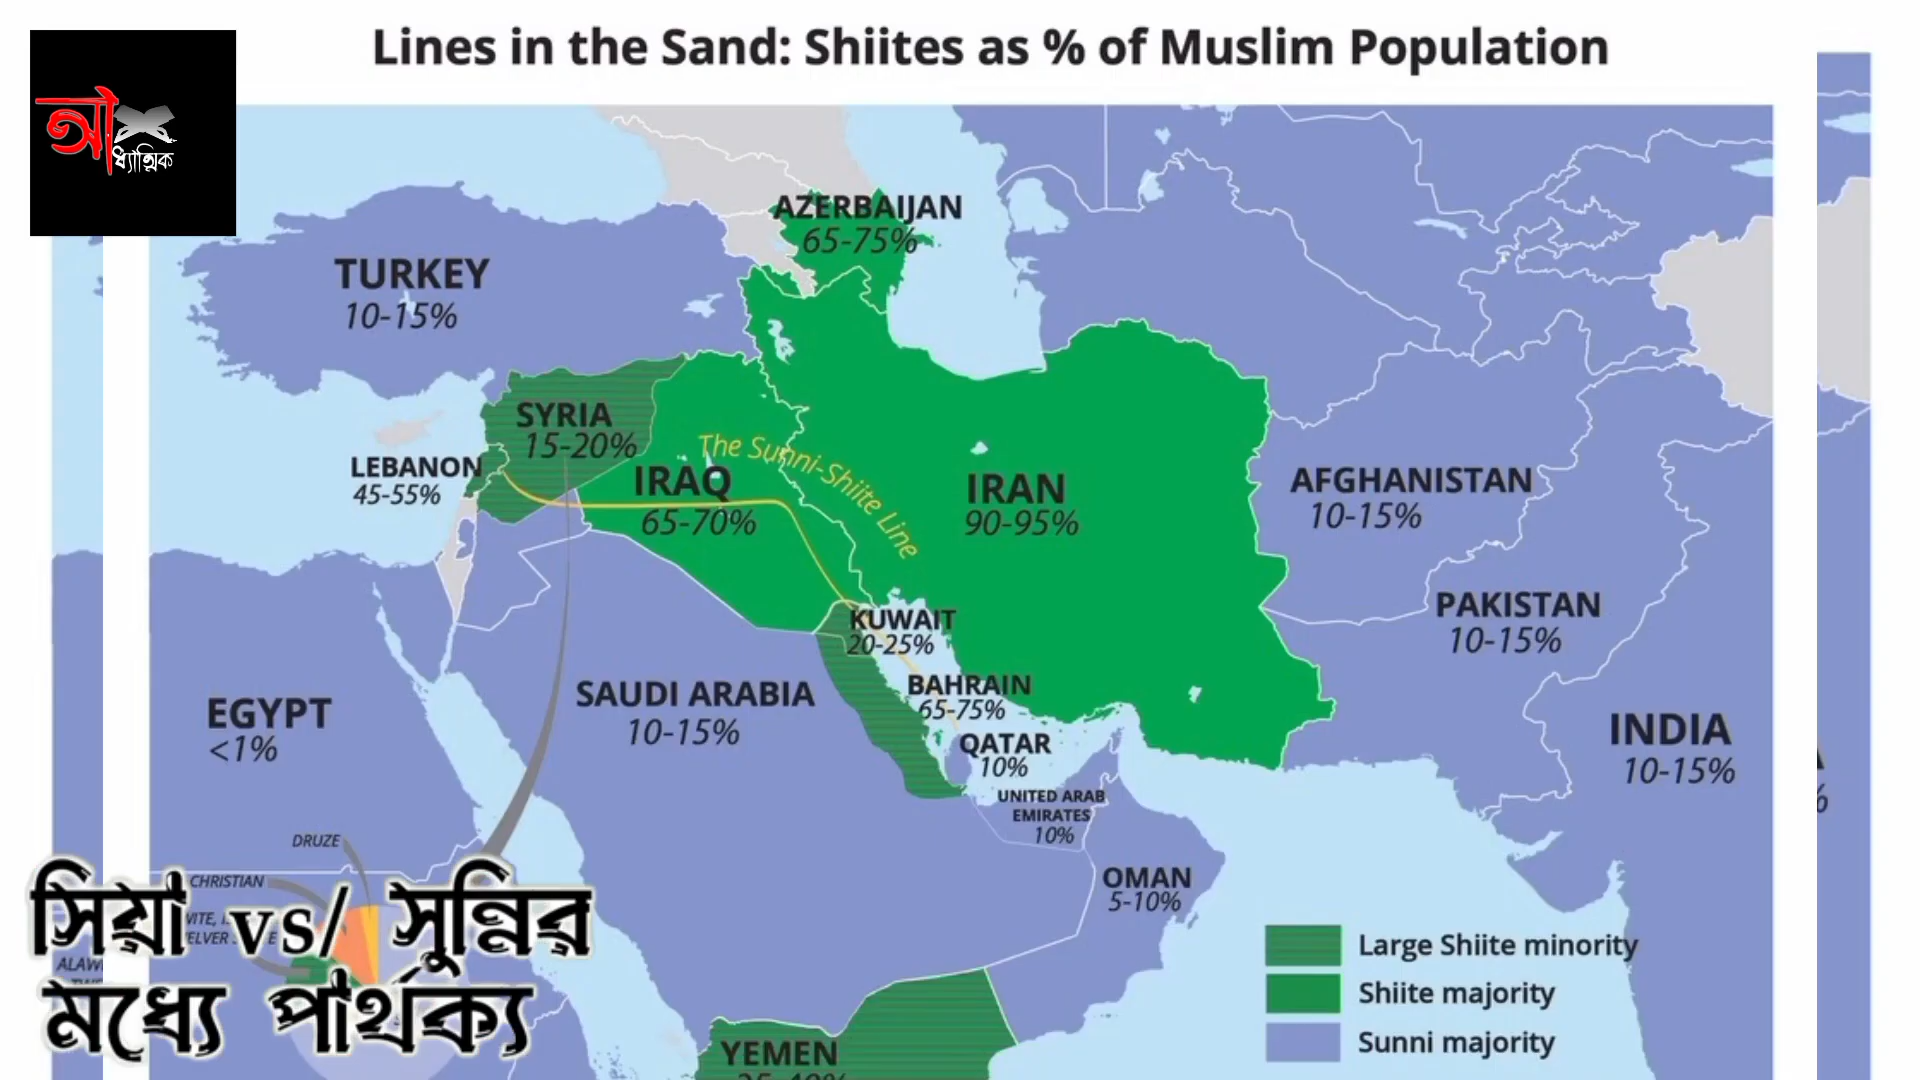 Lines in the Sand: Shiites as % of Muslim Population
আধ্যাত্মিক
AZERBAIJAN
65-75%
TURKEY
10-15%
SYRIA
15-20%
LEBANON
45-55%
The Sunni-Shiite Line
IRAQ
65-70%
IRAN
90-95%
AFGHANISTAN
10-15%
PAKISTAN
10-15%
KUWAIT
20-25%
BAHRAIN
65-75%
SAUDI ARABIA
10-15%
EGYPT
<1%
QATAR
10%
INDIA
10-15%
UNITED ARAB
EMIRATES
10%
OMAN
5-10%
DRUZE
CHRISTIAN
সিয়া vs/ সুন্নির
মধ্যে পার্থক্য
Large Shiite minority
Shiite majority
Sunni majority
YEMEN